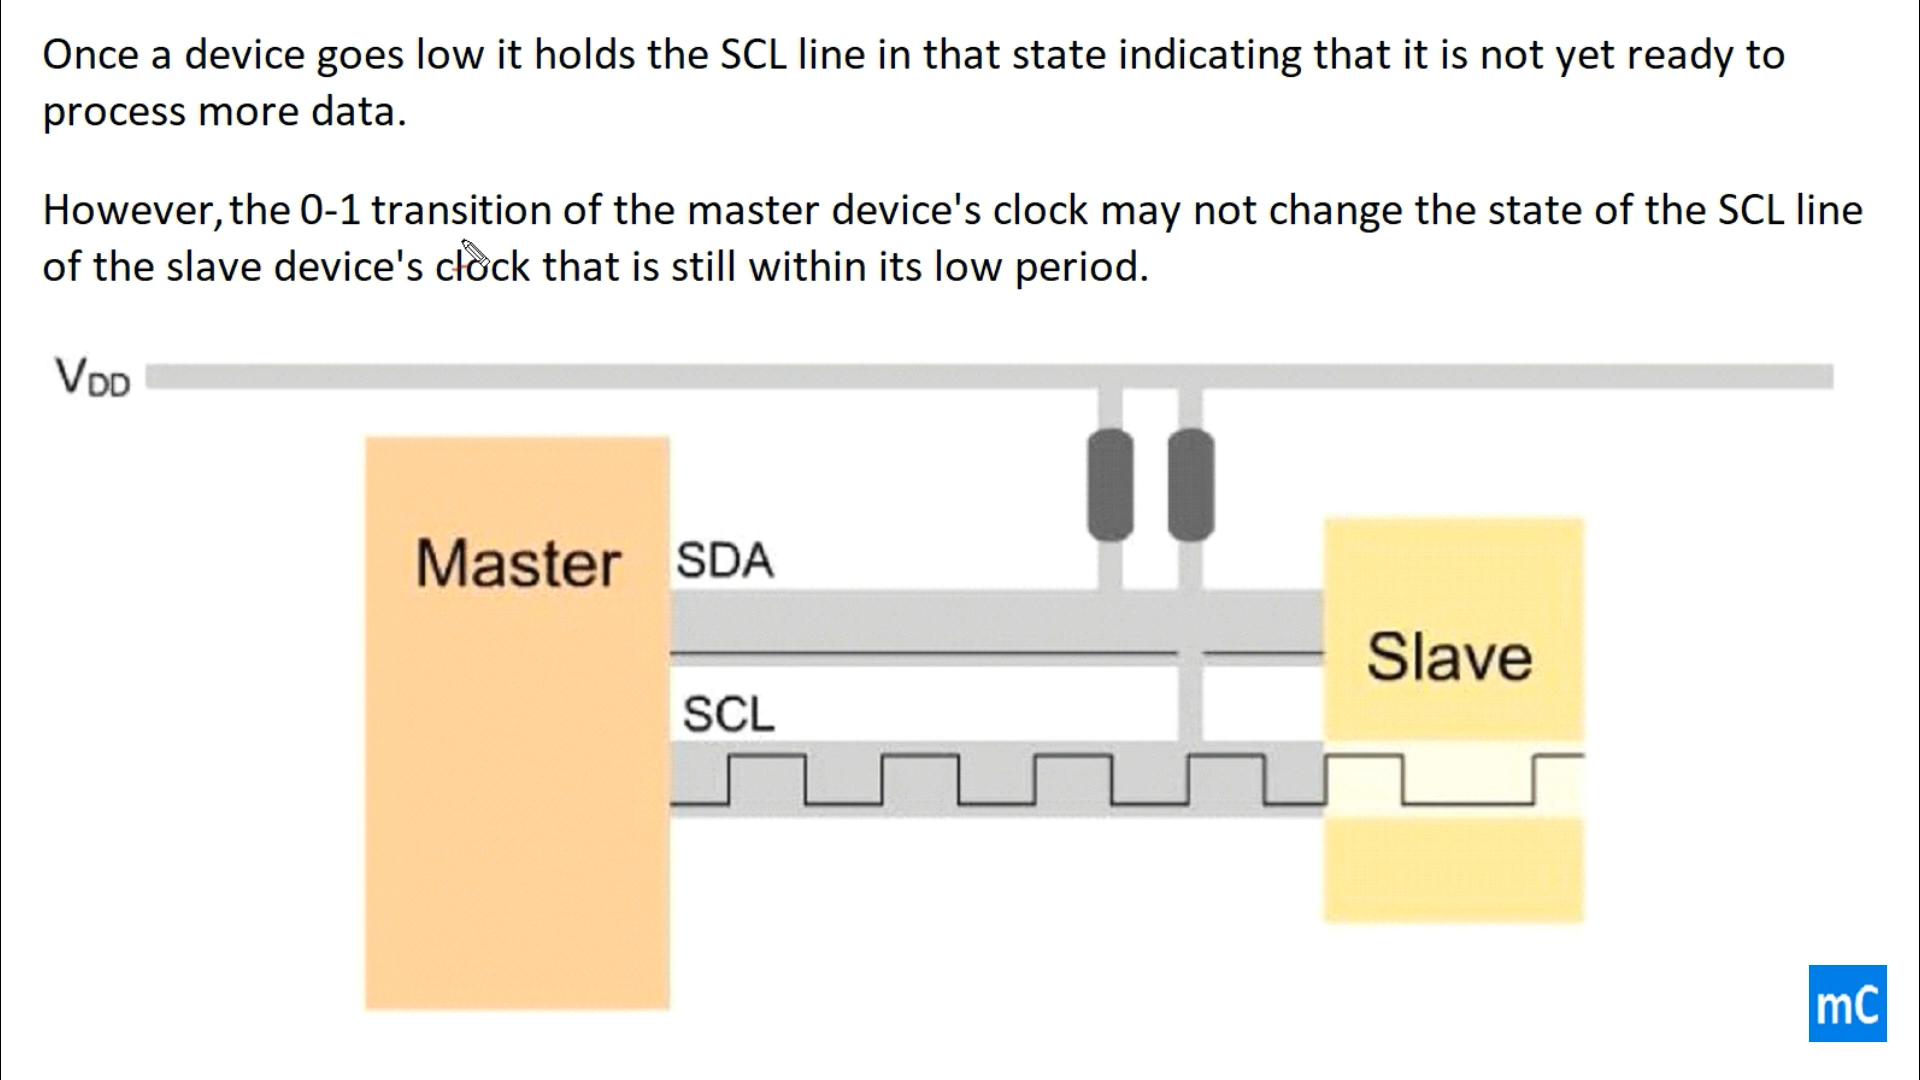 Once a device goes low it holds the SCL line in that state indicating that it is not yet ready to
process more data.
However, the 0-1 transition of the master device's clock may not change the state of the SCL line
of the slave device's clock that is still within its low period.
VDD
Master
SDA
Slave
SCL
mC